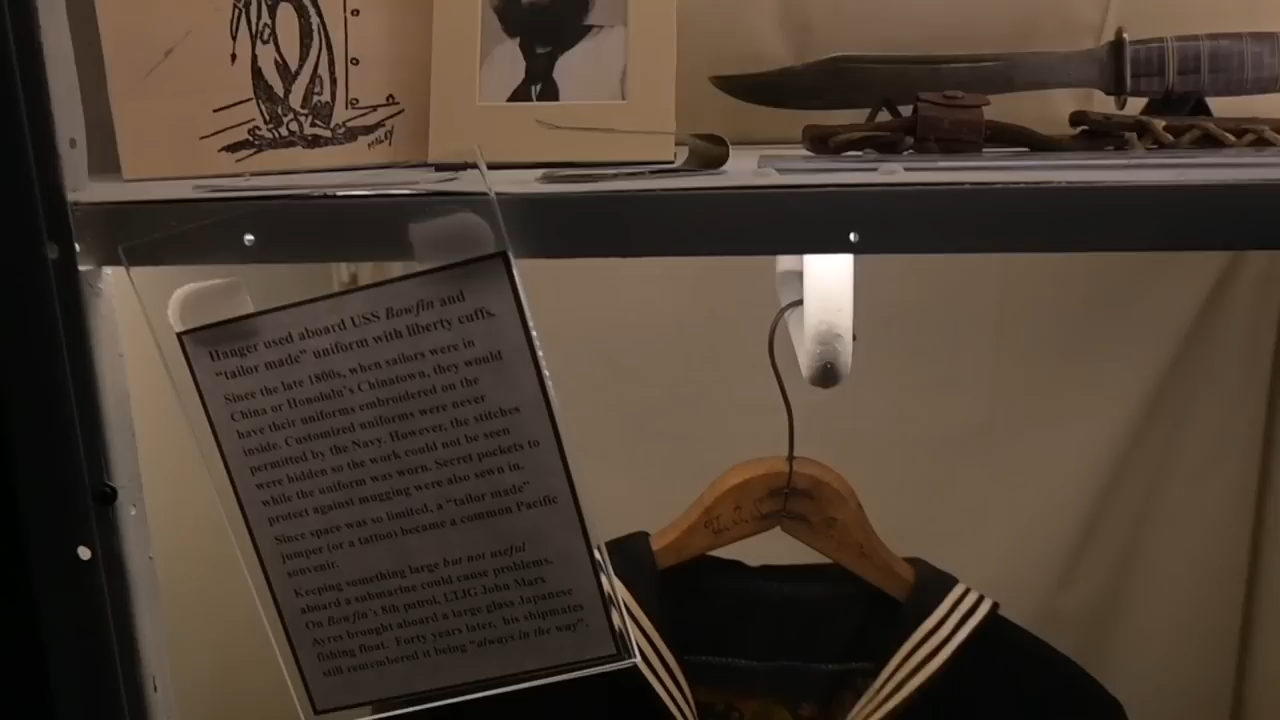 MILEY
Hanger used aboard USS Bowfin and
"tailor made" uniform with liberty cuffs.
Since the late 1800s, when sailors were in
China or Honolulu's Chinatown, they would
have their uniforms embroidered on the
inside. Customized uniforms were never
permitted by the Navy. However, the stitches
were hidden so the work could not be seen
while the uniform was worn. Secret pockets to
protect against mugging were also sewn in.
Since space was so limited, a "tailor made"
jumper (or a tattoo) became a common Pacific
souvenir.
Keeping something large but not useful
aboard a submarine could cause problems.
On Bowfin's 8th patrol, LTJG John Marx
Ayres brought aboard a large glass Japanese
fishing float. Forty years later, his shipmates
still remembered it being "always in the way".
U.S.S.